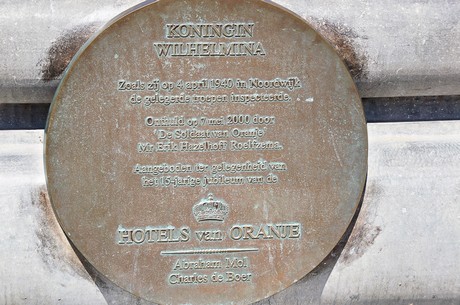 KONINGIN
WILHELMINA
Zoals zij op 4 april 1940 in Noordwijk
de gelegerde troepen inspecteerde.
Onthuld op 7 mei 2000 door
'De Soldaat van Oranje'
Mr Erik Hazelhoff Roelfzema.
Aangeboden ter gelegenheid van
het 15-jarige jubileum van de
HOTELS van ORANJE
Abraham Mol
Charles de Boer